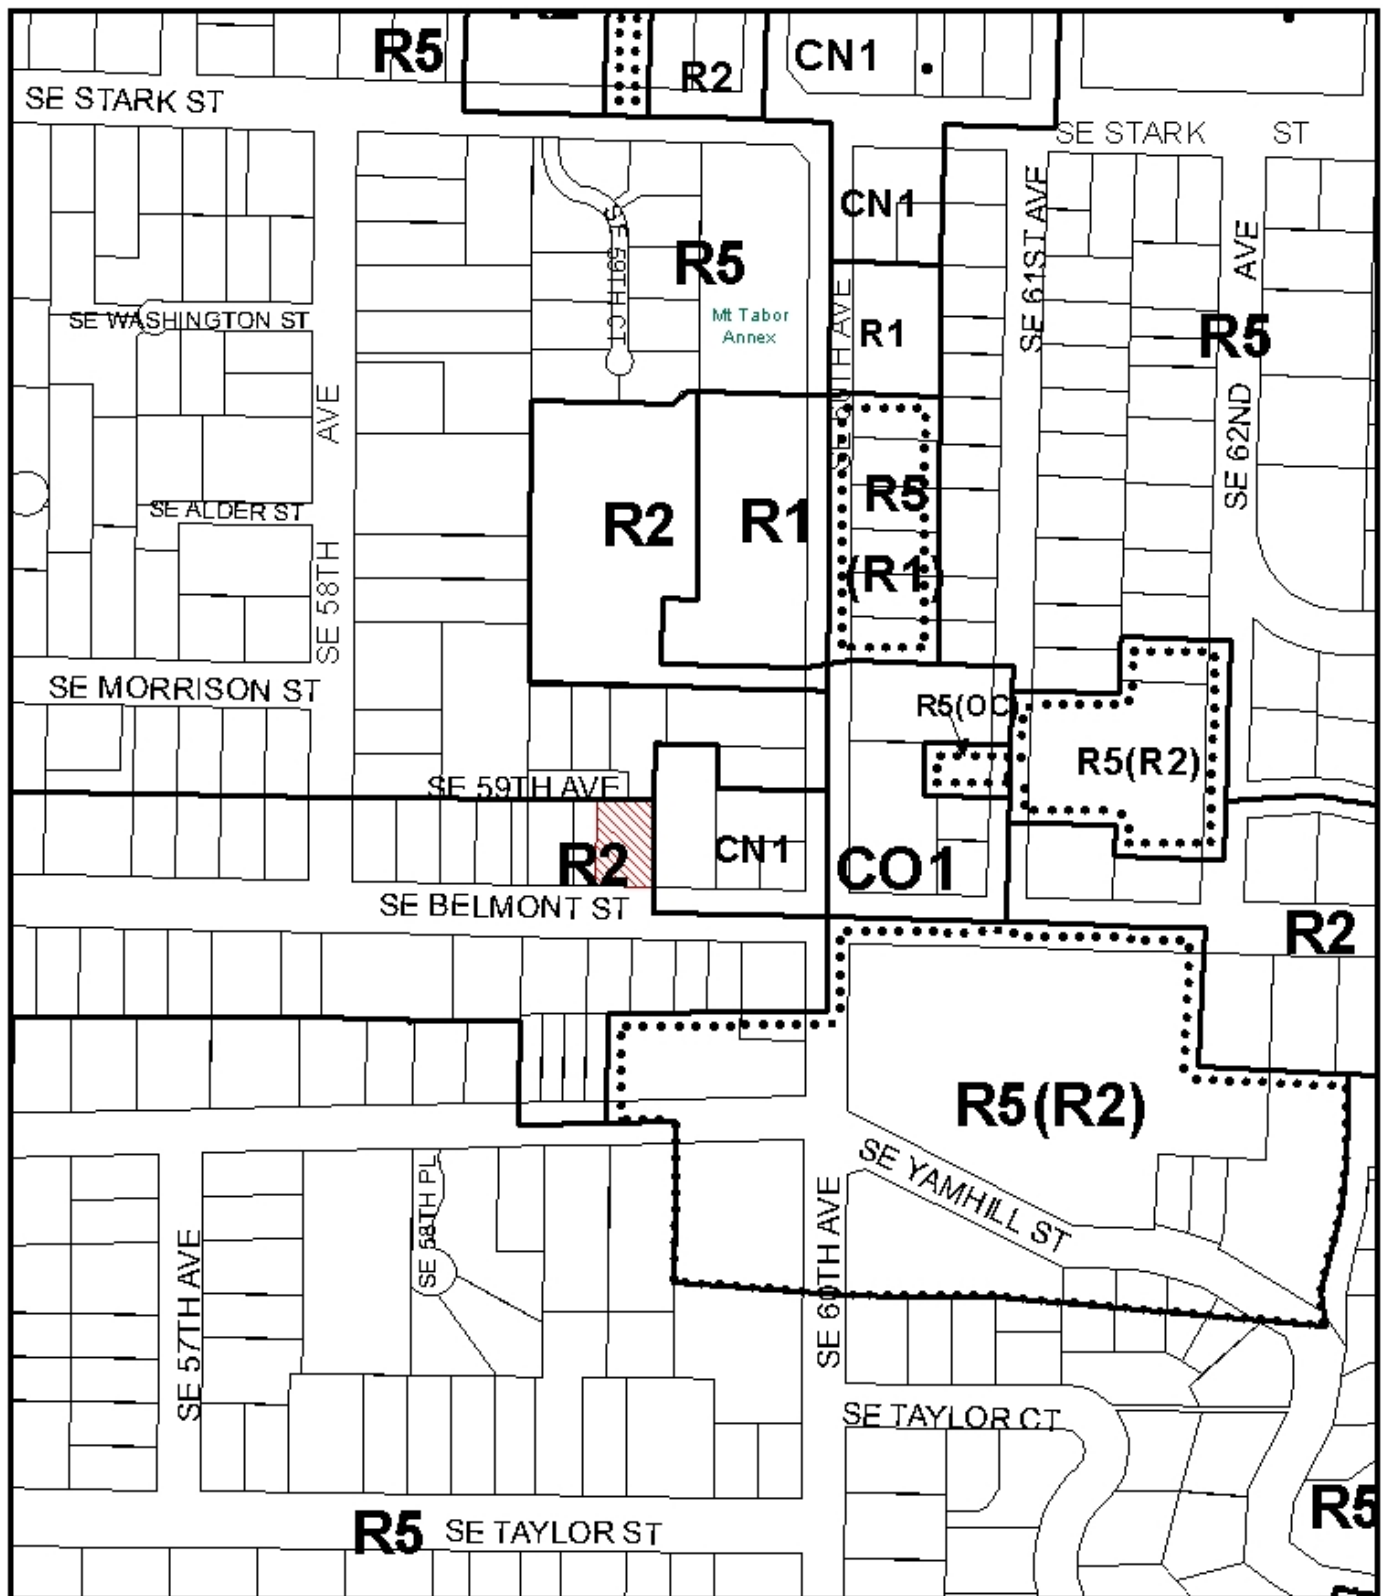 R5
R2
CN1
SE STARK ST
SE STARK ST
CN1
SE 61ST AVE
SE 59TH CT
R5
Mt Tabor
Annex
AVE
R5
SE WASHINGTON ST
R1
AVE
SE 62ND
R2
R1
R5
(R1)
SE ALDER ST
SE 58TH
SE MORRISON ST
R5(OC)
R5(R2)
SE 59TH AVE
R2
CN1
CO1
SE BELMONT ST
R2
R5(R2)
SE YAMHILL ST
SE 58TH PL
SE 57TH AVE
SE 60TH AVE
SE TAYLOR CT
R5
SE TAYLOR ST
R5